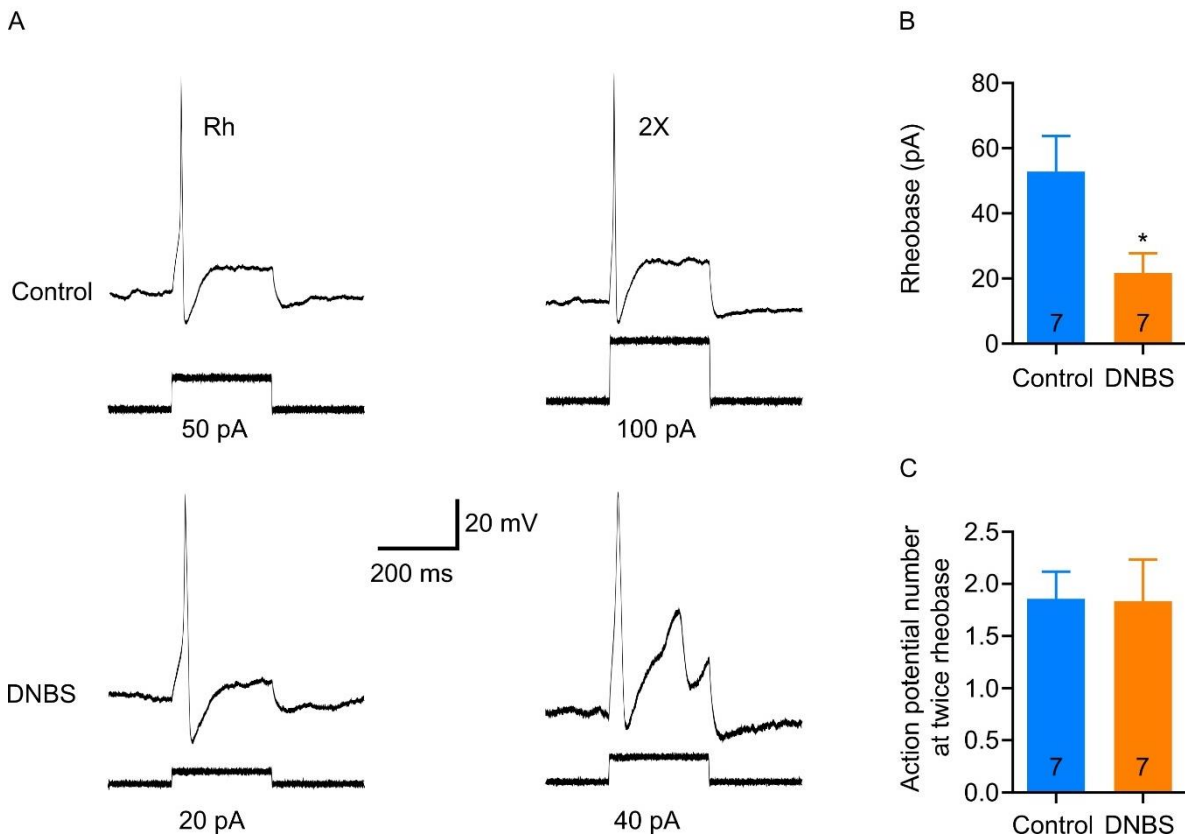 A
Rh
2X
Control
50 pA
100 pA
20 mV
200 ms
DNBS
20 pA
40 pA
B
Rheobase (pA)
80
60
40
20
0
7
7
*
Control DNBS
C
Action potential number
at twice rheobase
2.5
2.0
1.5
1.0
0.5
0.0
7
7
Control DNBS